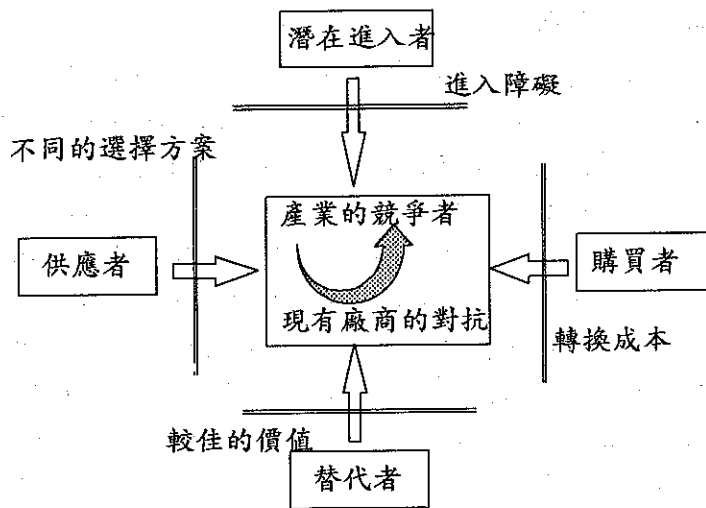 潛在進入者
進入障礙
不同的選擇方案
產業的競爭者
供應者
購買者
現有廠商的對抗
轉換成本
較佳的價值
替代者